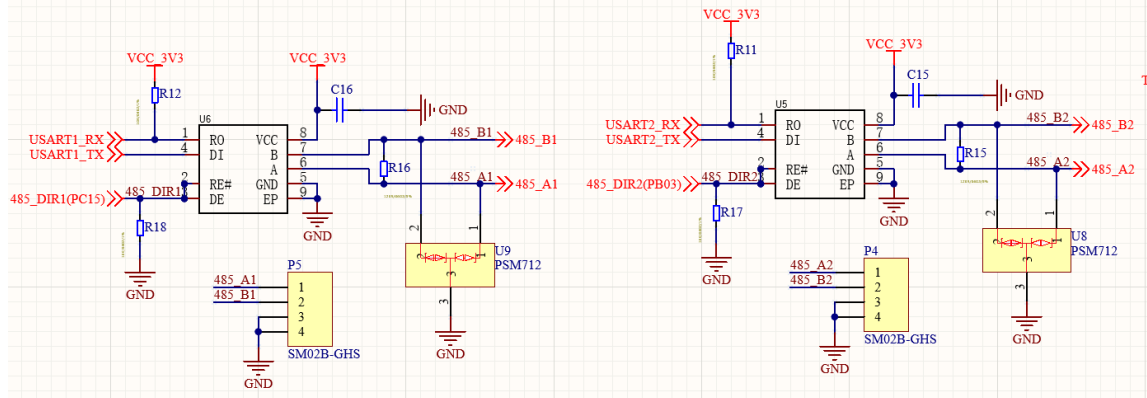 VCC_3V3
VCC_3V3
R12
C16
GND
U6
USART1_RX
USART1_TX
1 RO
4 DI
2 RE#
3 DE
VCC 8
B 7
A 6
GND 5
EP 9
485_DIR1(PC15)
485_DIR1
R18
GND
GND
R16
485_B1
485_B1
485_A1
485_A1
2
1
U9
PSM712
2 1
3
3
GND
P5
485_A1 1
485_B1 2
3
4
SM02B-GHS
GND
VCC_3V3
VCC_3V3
R11
C15
GND
U5
USART2_RX
USART2_TX
1 RO
4 DI
2 RE#
DE
VCC 8
B 7
A 6
GND 5
EP 9
485_DIR2(PB03)
485_DIR2
R17
GND
GND
R15
485_B2
485_B2
485_A2
485_A2
2
1
U8
PSM712
2 1
3
3
GND
P4
485_A2 1
485_B2 2
3
4
SM02B-GHS
GND
T